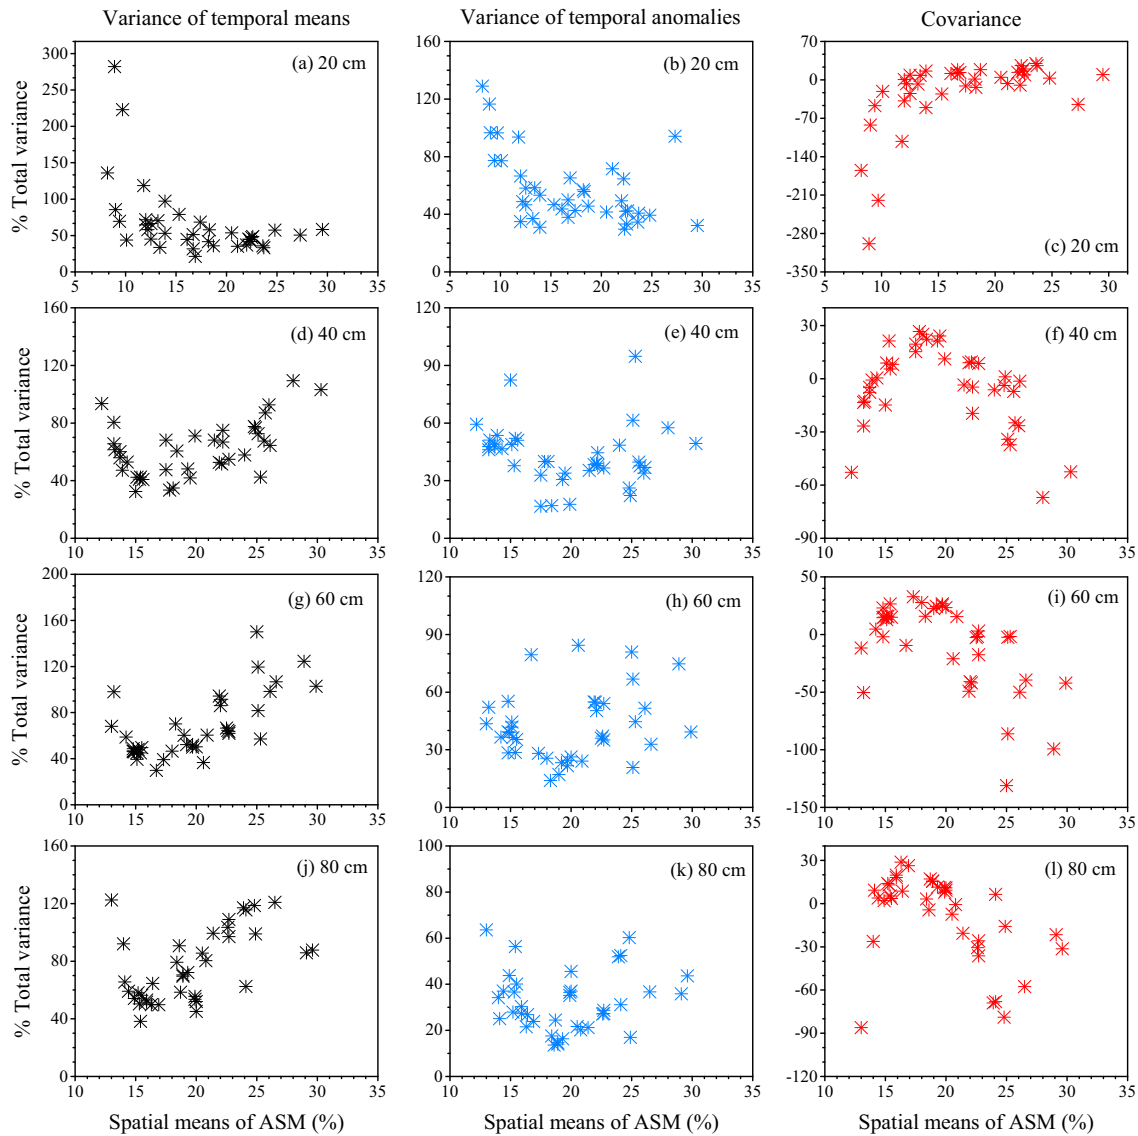 Variance of temporal means
Variance of temporal anomalies
Covariance
% Total variance
300
250
200
150
100
50
0
5 10 15 20 25 30 35
(a) 20 cm
160
120
80
40
0
5 10 15 20 25 30 35
(b) 20 cm
70
0
-70
-140
-210
-280
-350
5 10 15 20 25 30
(c) 20 cm
% Total variance
160
120
80
40
0
10 15 20 25 30 35
(d) 40 cm
120
90
60
30
0
10 15 20 25 30 35
(e) 40 cm
30
0
-30
-60
-90
10 15 20 25 30 35
(f) 40 cm
% Total variance
200
160
120
80
40
0
10 15 20 25 30 35
(g) 60 cm
120
90
60
30
0
10 15 20 25 30 35
(h) 60 cm
50
0
-50
-100
-150
10 15 20 25 30 35
(i) 60 cm
% Total variance
160
120
80
40
0
10 15 20 25 30 35
(j) 80 cm
100
80
60
40
20
0
10 15 20 25 30 35
(k) 80 cm
30
0
-30
-60
-90
-120
10 15 20 25 30 35
(l) 80 cm
Spatial means of ASM (%)
Spatial means of ASM (%)
Spatial means of ASM (%)